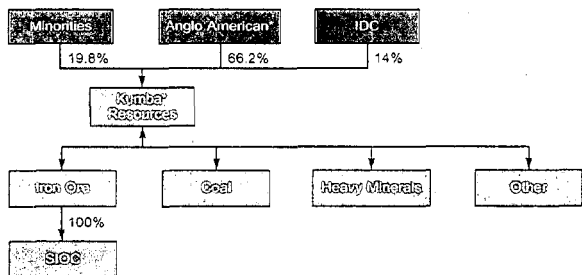 Minorities
Anglo American*
IDC
19.8%
66.2%
14%
Kumba*
Resources
Iron Ore
Coal
Heavy Minerals
Other
100%
SIOC